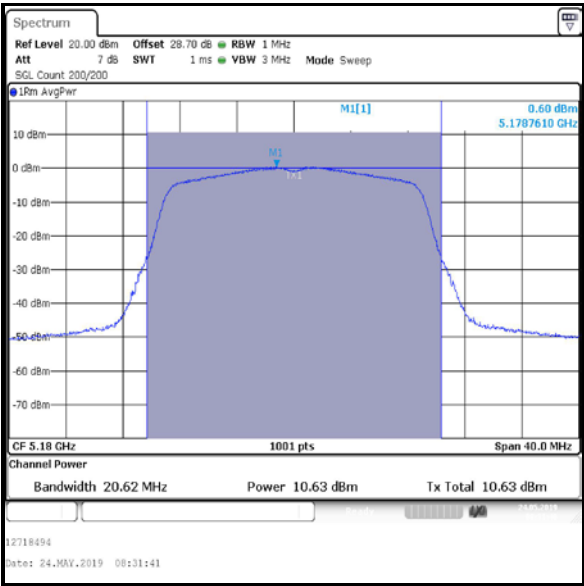 Spectrum
Ref Level 20.00 dBm Offset 28.70 dB RBW 1 MHz
Att 7 dB SWT 1 ms VBW 3 MHz Mode Sweep
SGL Count 200/200
1Rm AvgPwr
M1[1] 0.60 dBm
5.1787610 GHz
10 dBm
M1
0 dBm
TX1
-10 dBm
-20 dBm
-30 dBm
-40 dBm
-50 dBm
-60 dBm
-70 dBm
CF 5.18 GHz 1001 pts Span 40.0 MHz
Channel Power
Bandwidth 20.62 MHz Power 10.63 dBm Tx Total 10.63 dBm
Ready 24.05.2019
12718494
Date: 24.MAY.2019 08:31:41